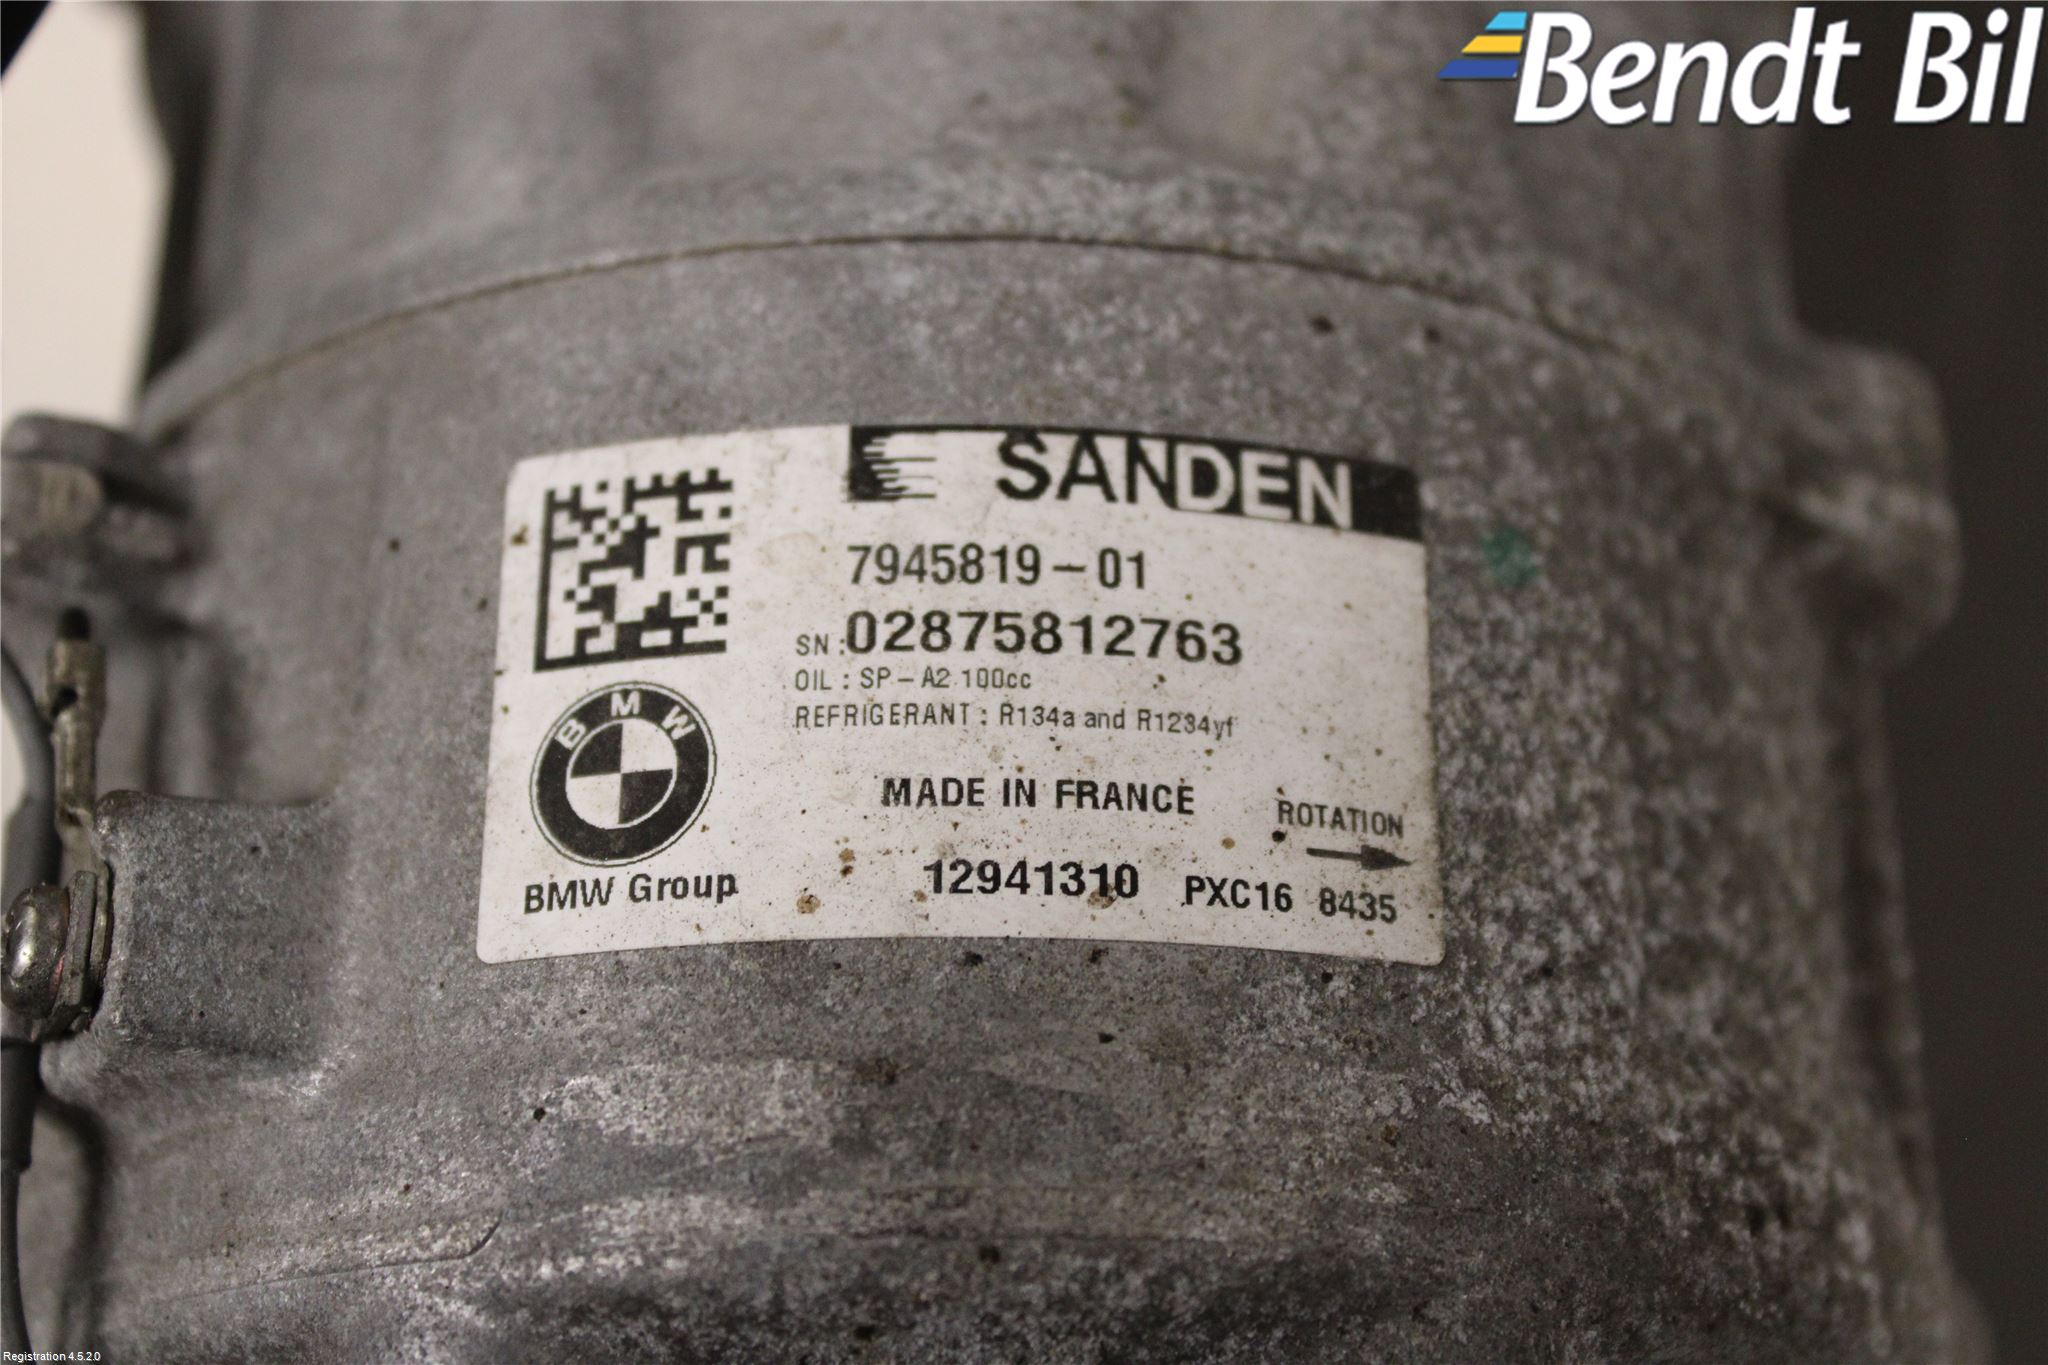 Bendt Bil
SANDEN
7945819-01
SN:02875812763
OIL : SP-A2 100cc
REFRIGERANT : R134a and R1234yf
BMW
MADE IN FRANCE
ROTATION
BMW Group
12941310 PXC16 8435
Registration 4.5.2.0